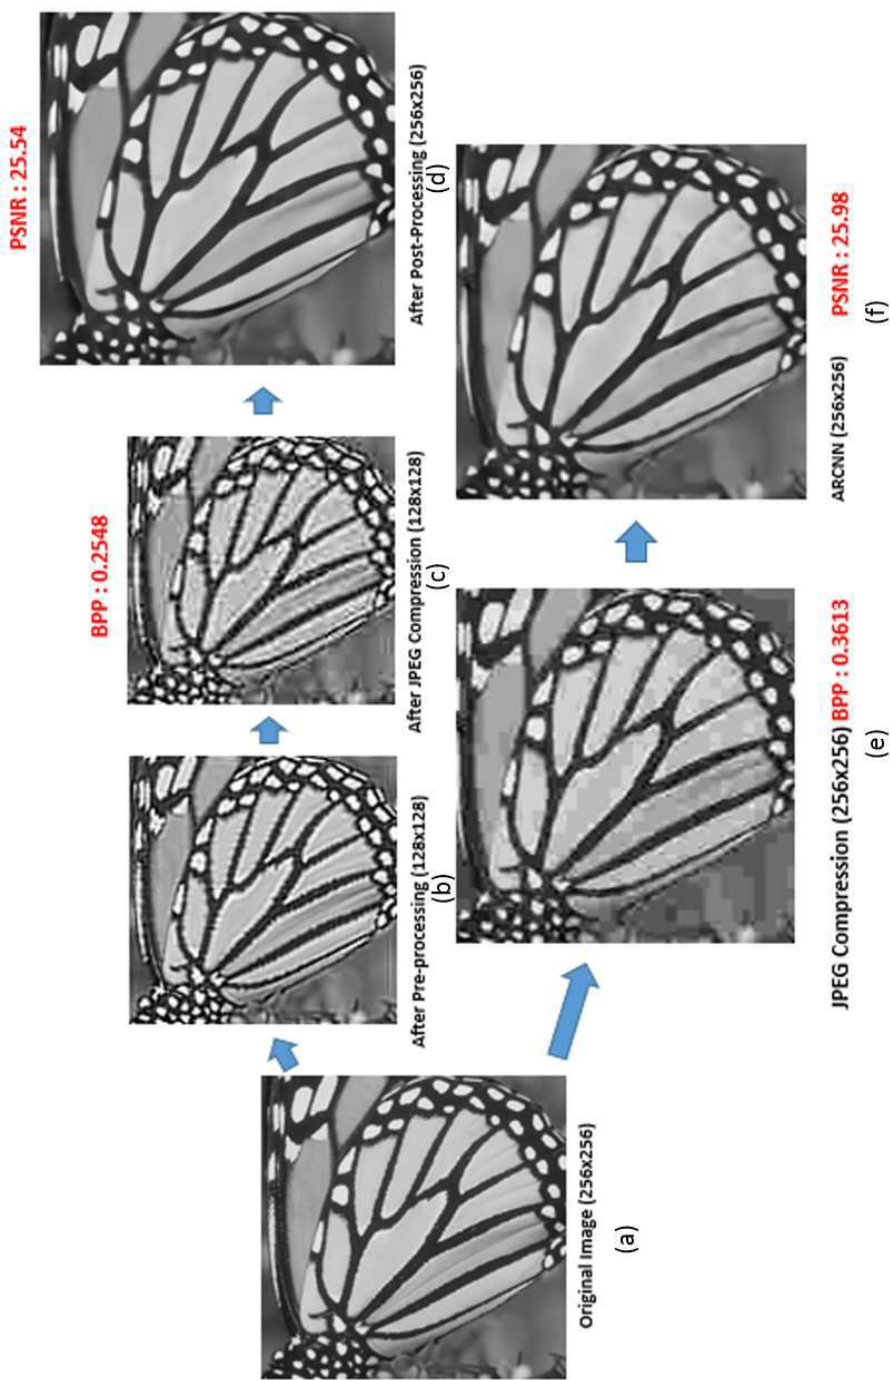 Original Image (256x256)
(a)
After Pre-processing (128x128)
(b)
BPP : 0.2548
After JPEG Compression (128x128)
(c)
PSNR : 25.54
After Post-Processing (256x256)
(d)
JPEG Compression (256x256) BPP : 0.3613
(e)
ARCNN (256x256) PSNR : 25.98
(f)